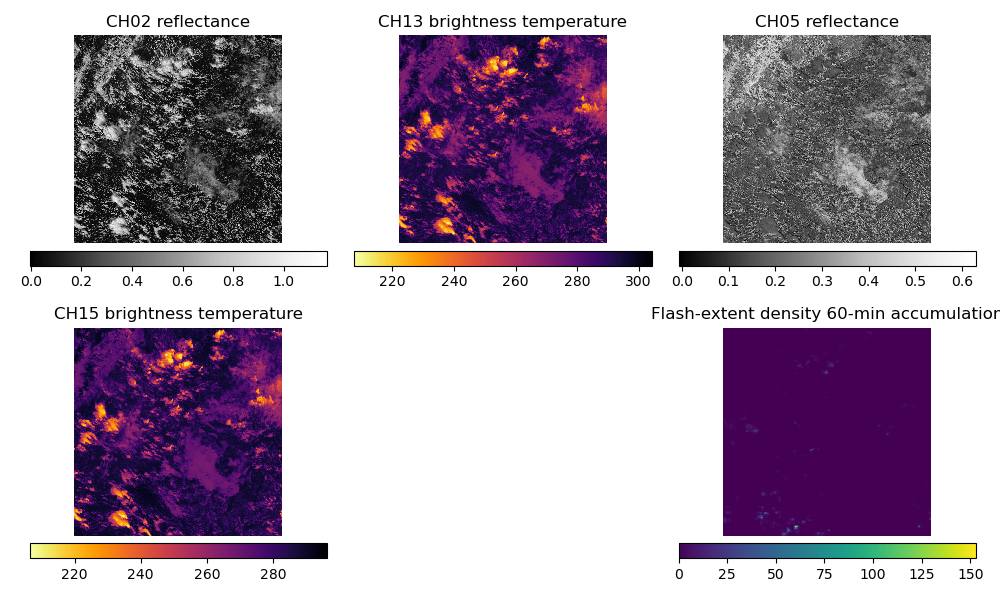 CH02 reflectance
CH13 brightness temperature
CH05 reflectance
0.0 0.2 0.4 0.6 0.8 1.0
220 240 260 280 300
0.0 0.1 0.2 0.3 0.4 0.5 0.6
CH15 brightness temperature
Flash-extent density 60-min accumulation
220 240 260 280
0 25 50 75 100 125 150